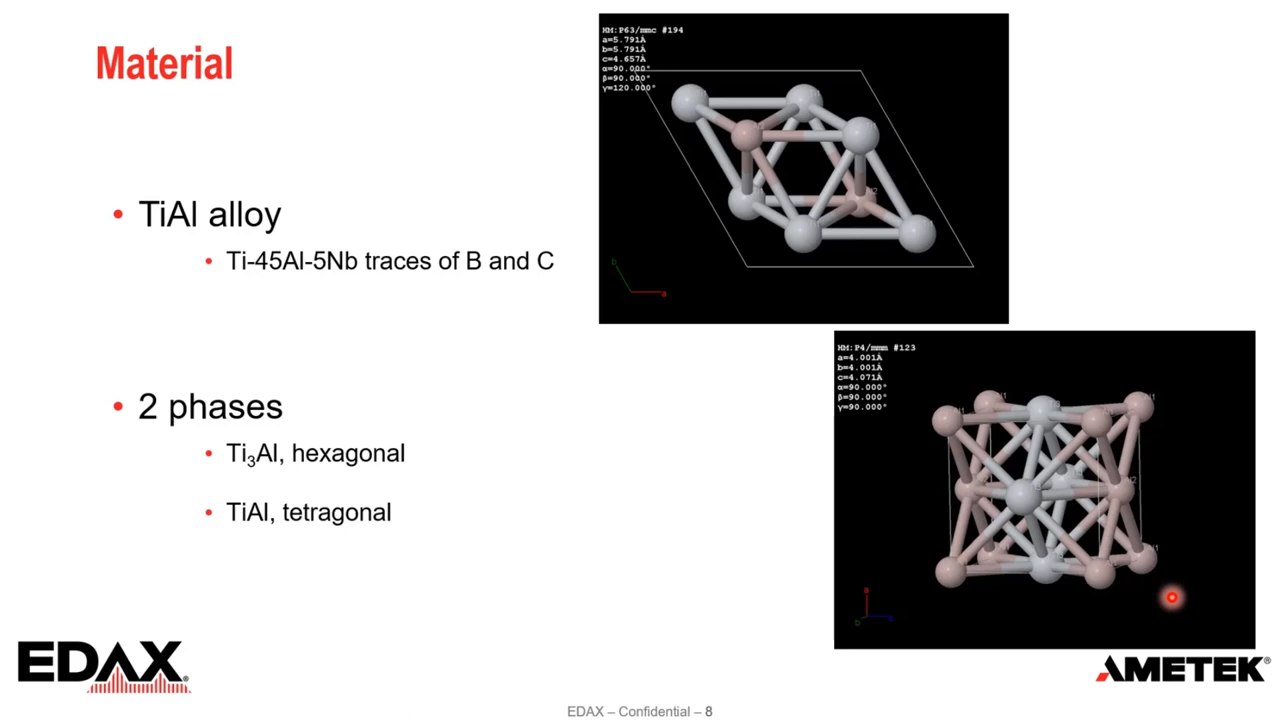 Material
HM:P63/mmc #194
a=5.791Å
b=5.791Å
c=4.657Å
α=90.000°
β=90.000°
γ=120.000°
b
a
• TiAl alloy
• Ti-45Al-5Nb traces of B and C
HM:P4/mmm #123
a=4.001Å
b=4.001Å
c=4.071Å
α=90.000°
β=90.000°
γ=90.000°
a
b
• 2 phases
• Ti₃Al, hexagonal
• TiAl, tetragonal
EDAX®
AMETEK®
EDAX – Confidential – 8